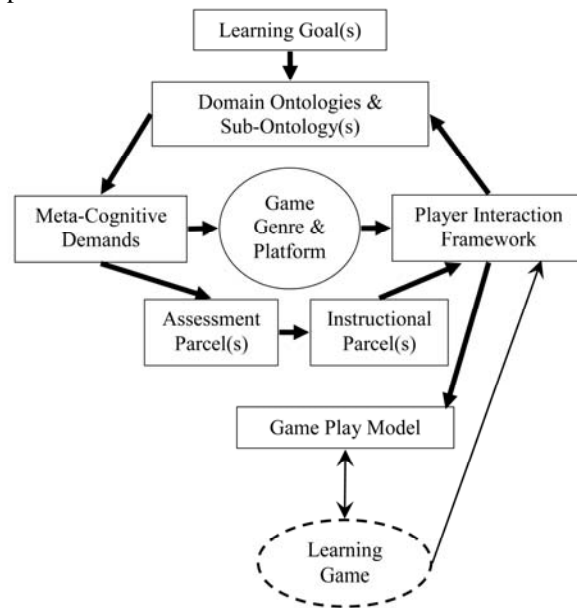 Learning Goal(s)
Domain Ontologies &
Sub-Ontology(s)
Meta-Cognitive
Demands
Game
Genre &
Platform
Player Interaction
Framework
Assessment
Parcel(s)
Instructional
Parcel(s)
Game Play Model
Learning
Game